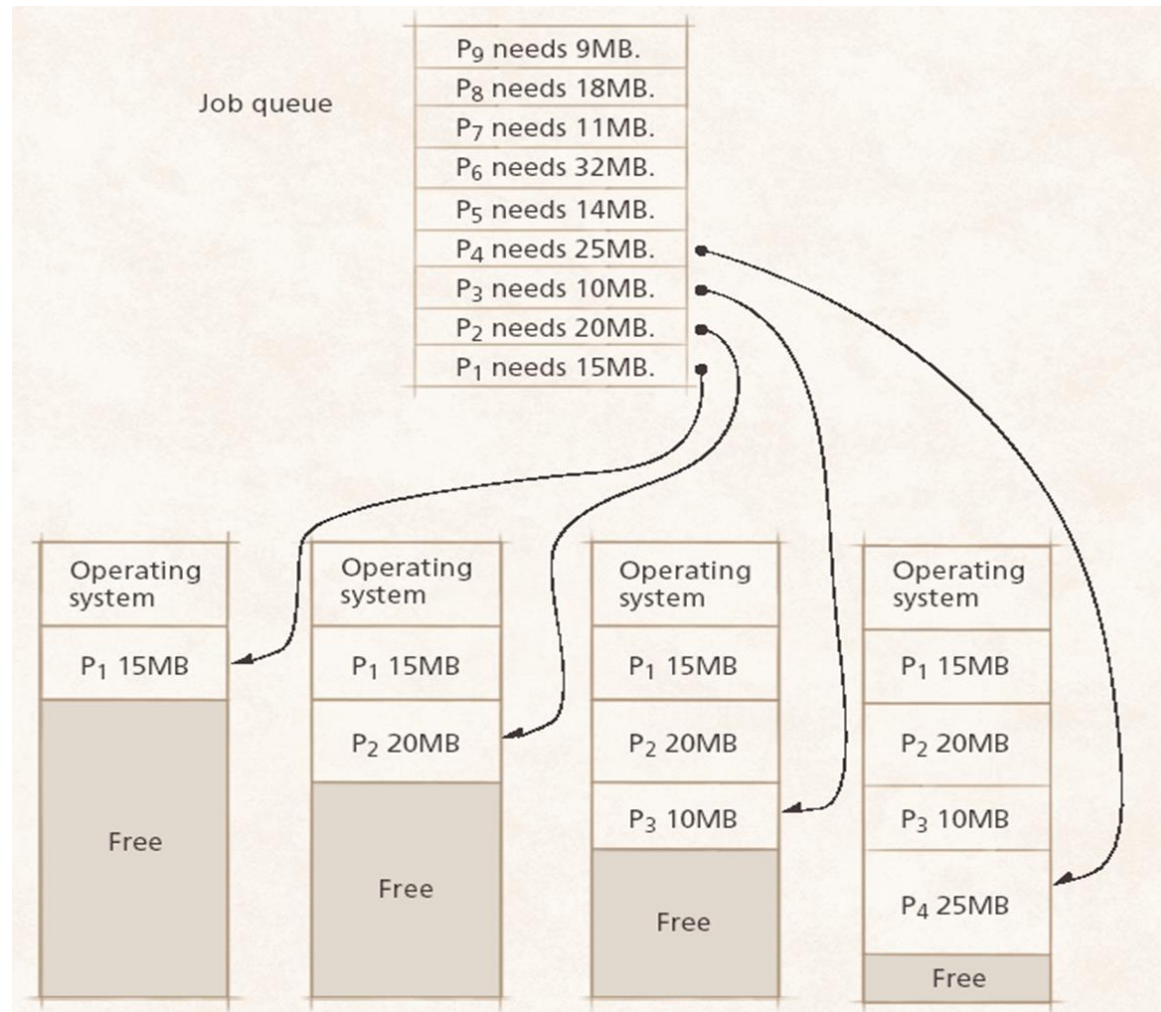 P9 needs 9MB.
Job queue
P8 needs 18MB.
P7 needs 11MB.
P6 needs 32MB.
P5 needs 14MB.
P4 needs 25MB.
P3 needs 10MB.
P2 needs 20MB.
P1 needs 15MB.
Operating
system
P1 15MB
Free
Operating
system
P1 15MB
P2 20MB
Free
Operating
system
P1 15MB
P2 20MB
P3 10MB
Free
Operating
system
P1 15MB
P2 20MB
P3 10MB
P4 25MB
Free